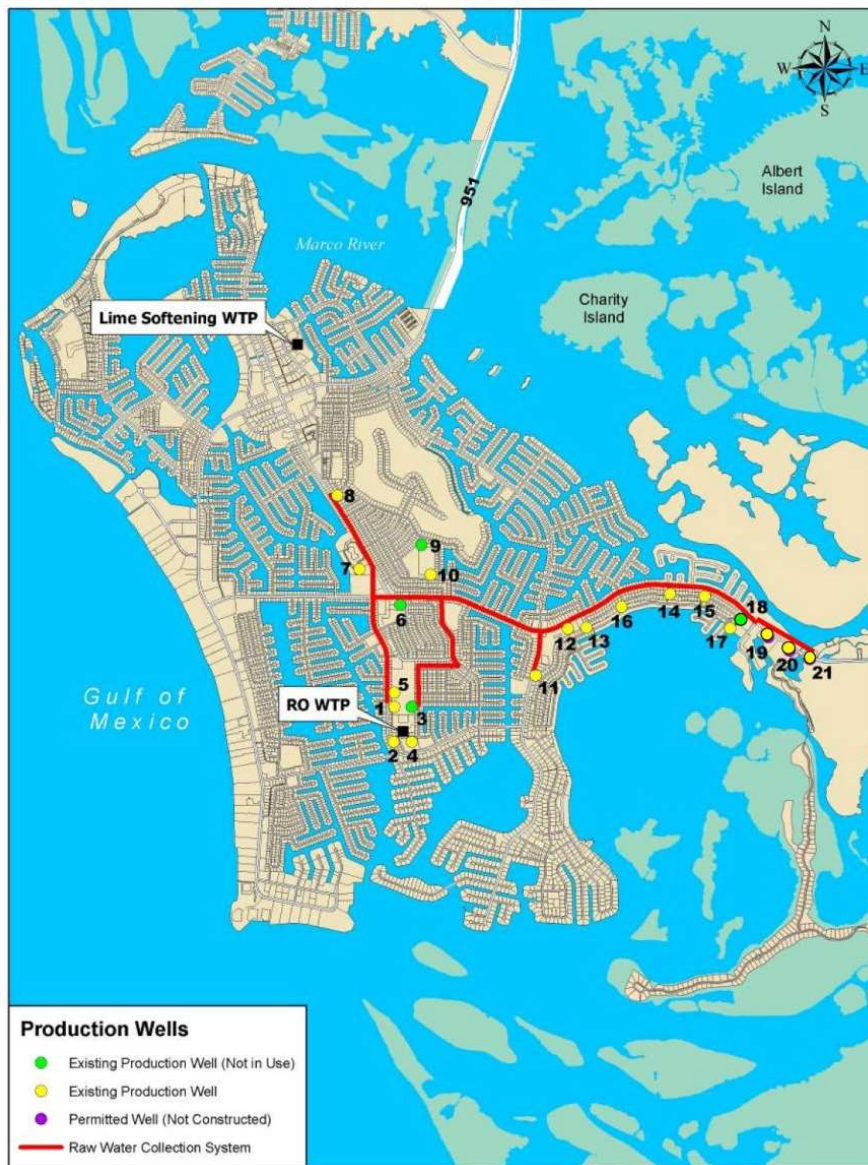 N
W E
S
951
Albert
Island
Marco River
Charity
Island
Lime Softening WTP
8
9
7
10
6
14
15
18
16
12
13
17
19
20
21
11
5
Gulf of
Mexico
RO WTP
1
3
2
4
Production Wells
Existing Production Well (Not in Use)
Existing Production Well
Permitted Well (Not Constructed)
Raw Water Collection System